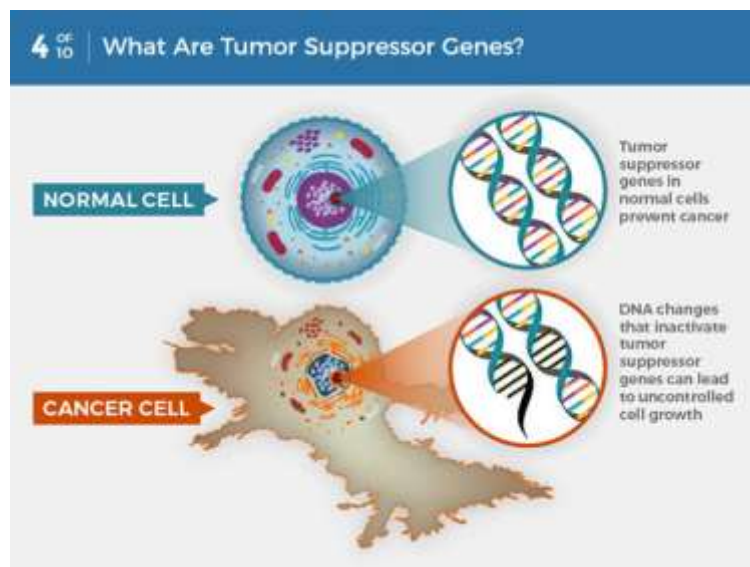 4 OF 10 What Are Tumor Suppressor Genes?
NORMAL CELL
Tumor
suppressor
genes in
normal cells
prevent cancer
CANCER CELL
DNA changes
that inactivate
tumor
suppressor
genes can lead
to uncontrolled
cell growth